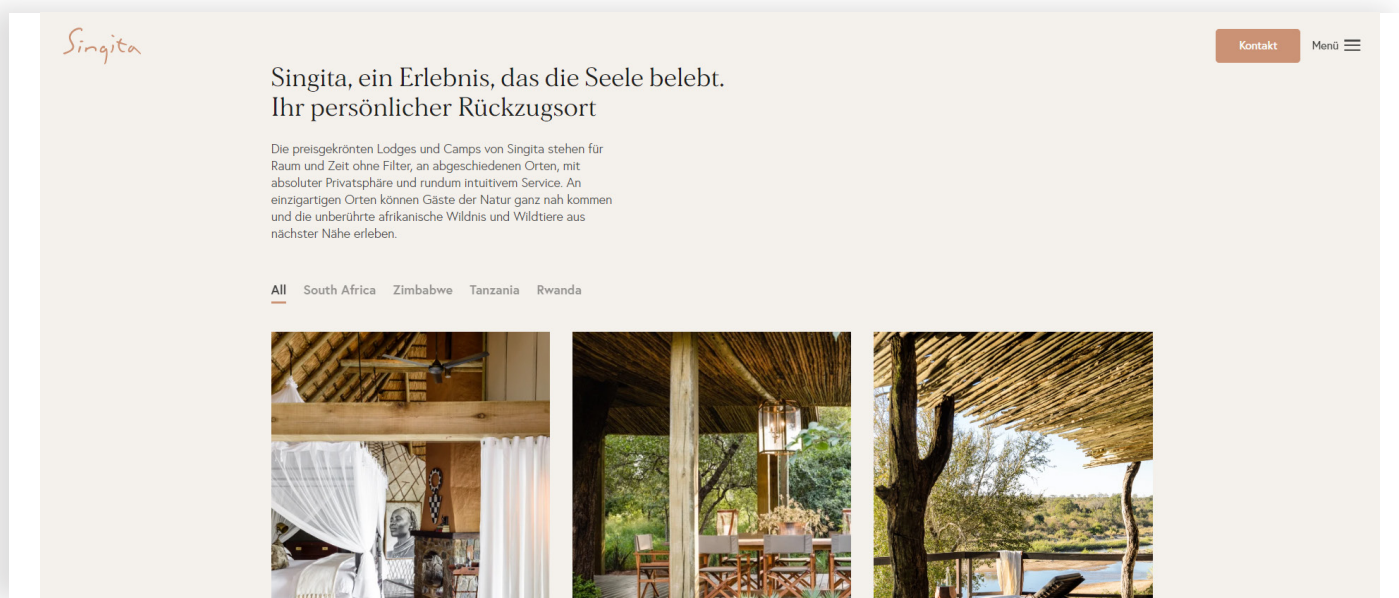 Singita
Kontakt
Menü
Singita, ein Erlebnis, das die Seele belebt.
Ihr persönlicher Rückzugsort
Die preisgekrönten Lodges und Camps von Singita stehen für
Raum und Zeit ohne Filter, an abgeschiedenen Orten, mit
absoluter Privatsphäre und rundum intuitivem Service. An
einzigartigen Orten können Gäste der Natur ganz nah kommen
und die unberührte afrikanische Wildnis und Wildtiere aus
nächster Nähe erleben.
All South Africa Zimbabwe Tanzania Rwanda